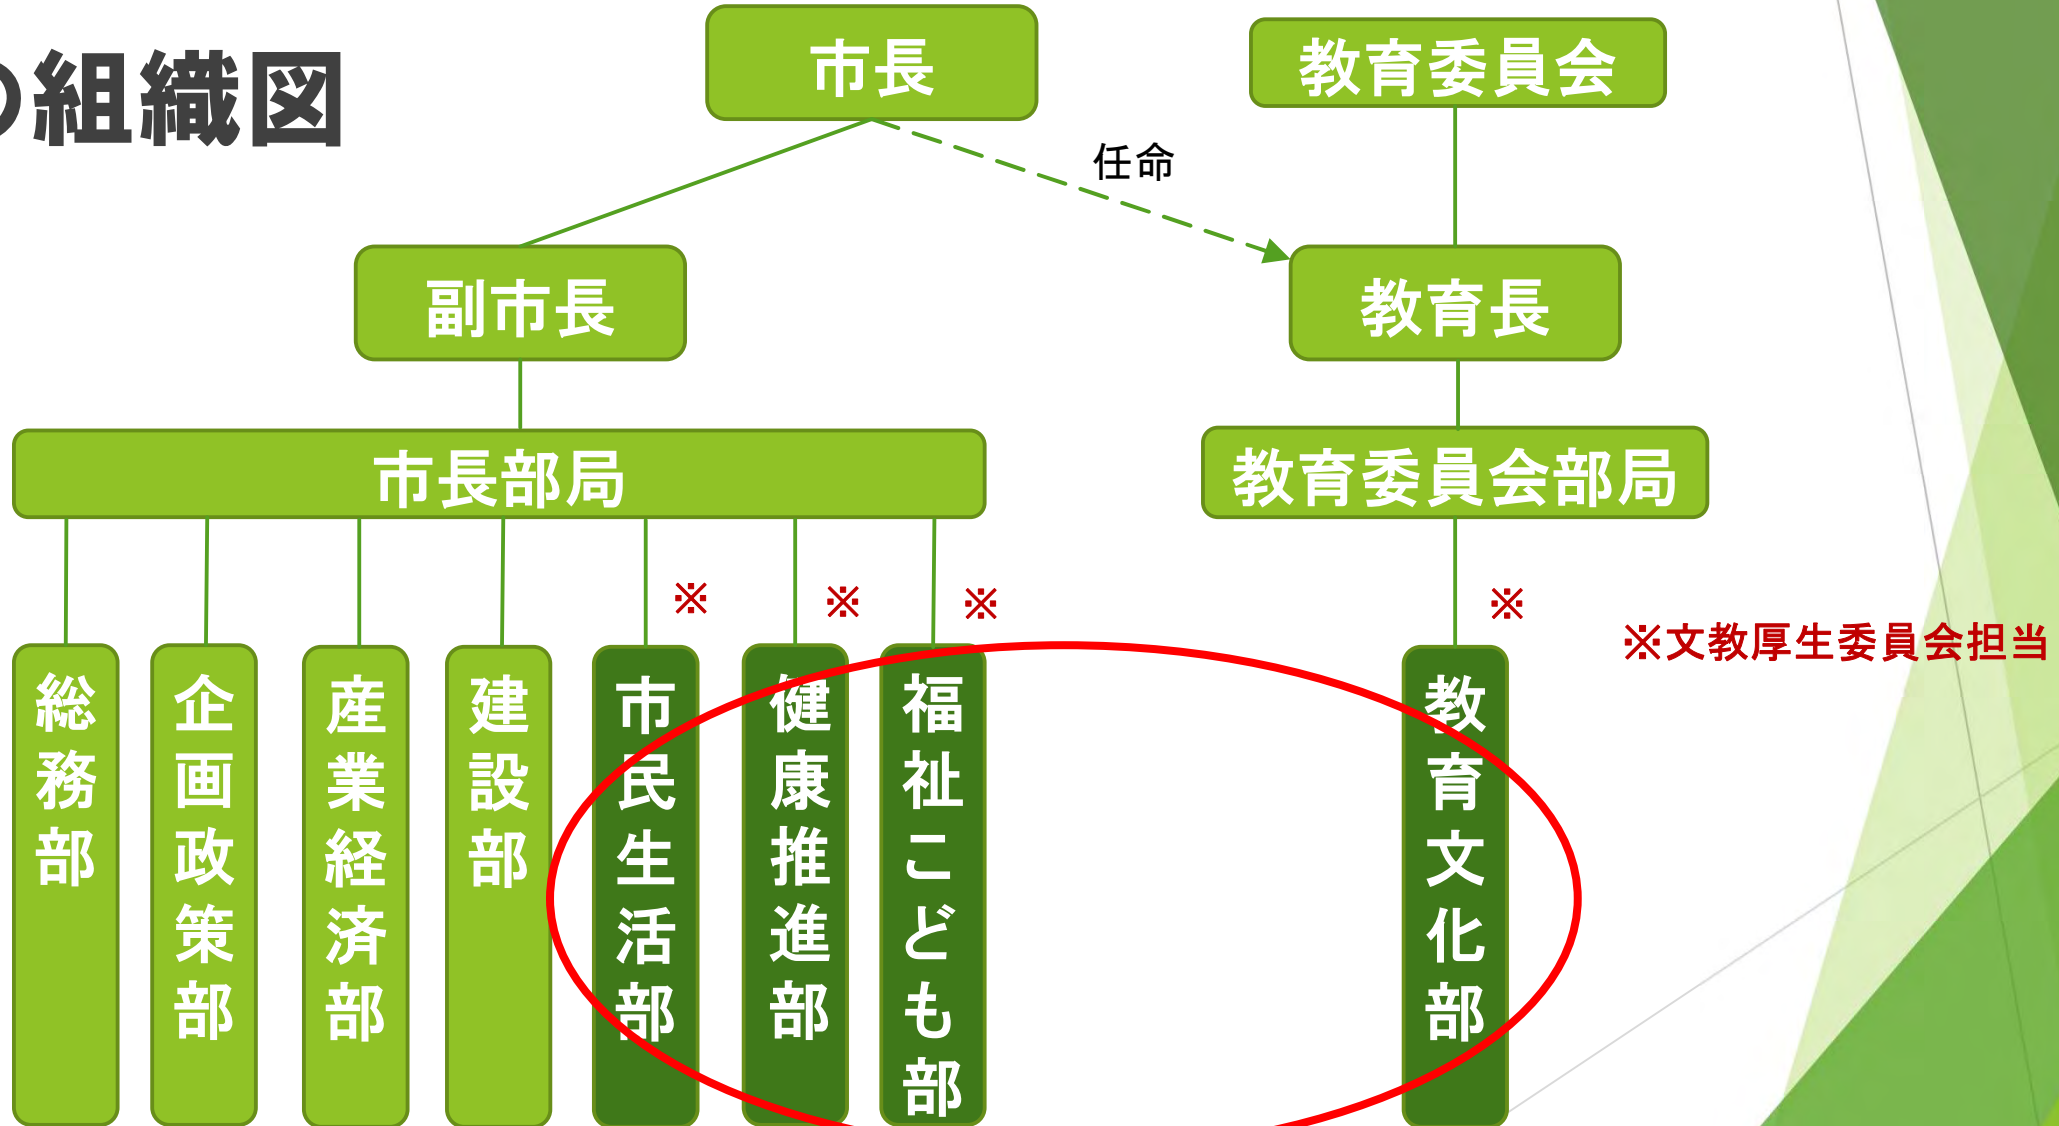 の組織図
市長
教育委員会
任命
副市長
教育長
市長部局
教育委員会部局
※
※
※
※
※文教厚生委員会担当
総務部
企画政策部
産業経済部
建設部
市民生活部
健康推進部
福祉こども部
教育文化部